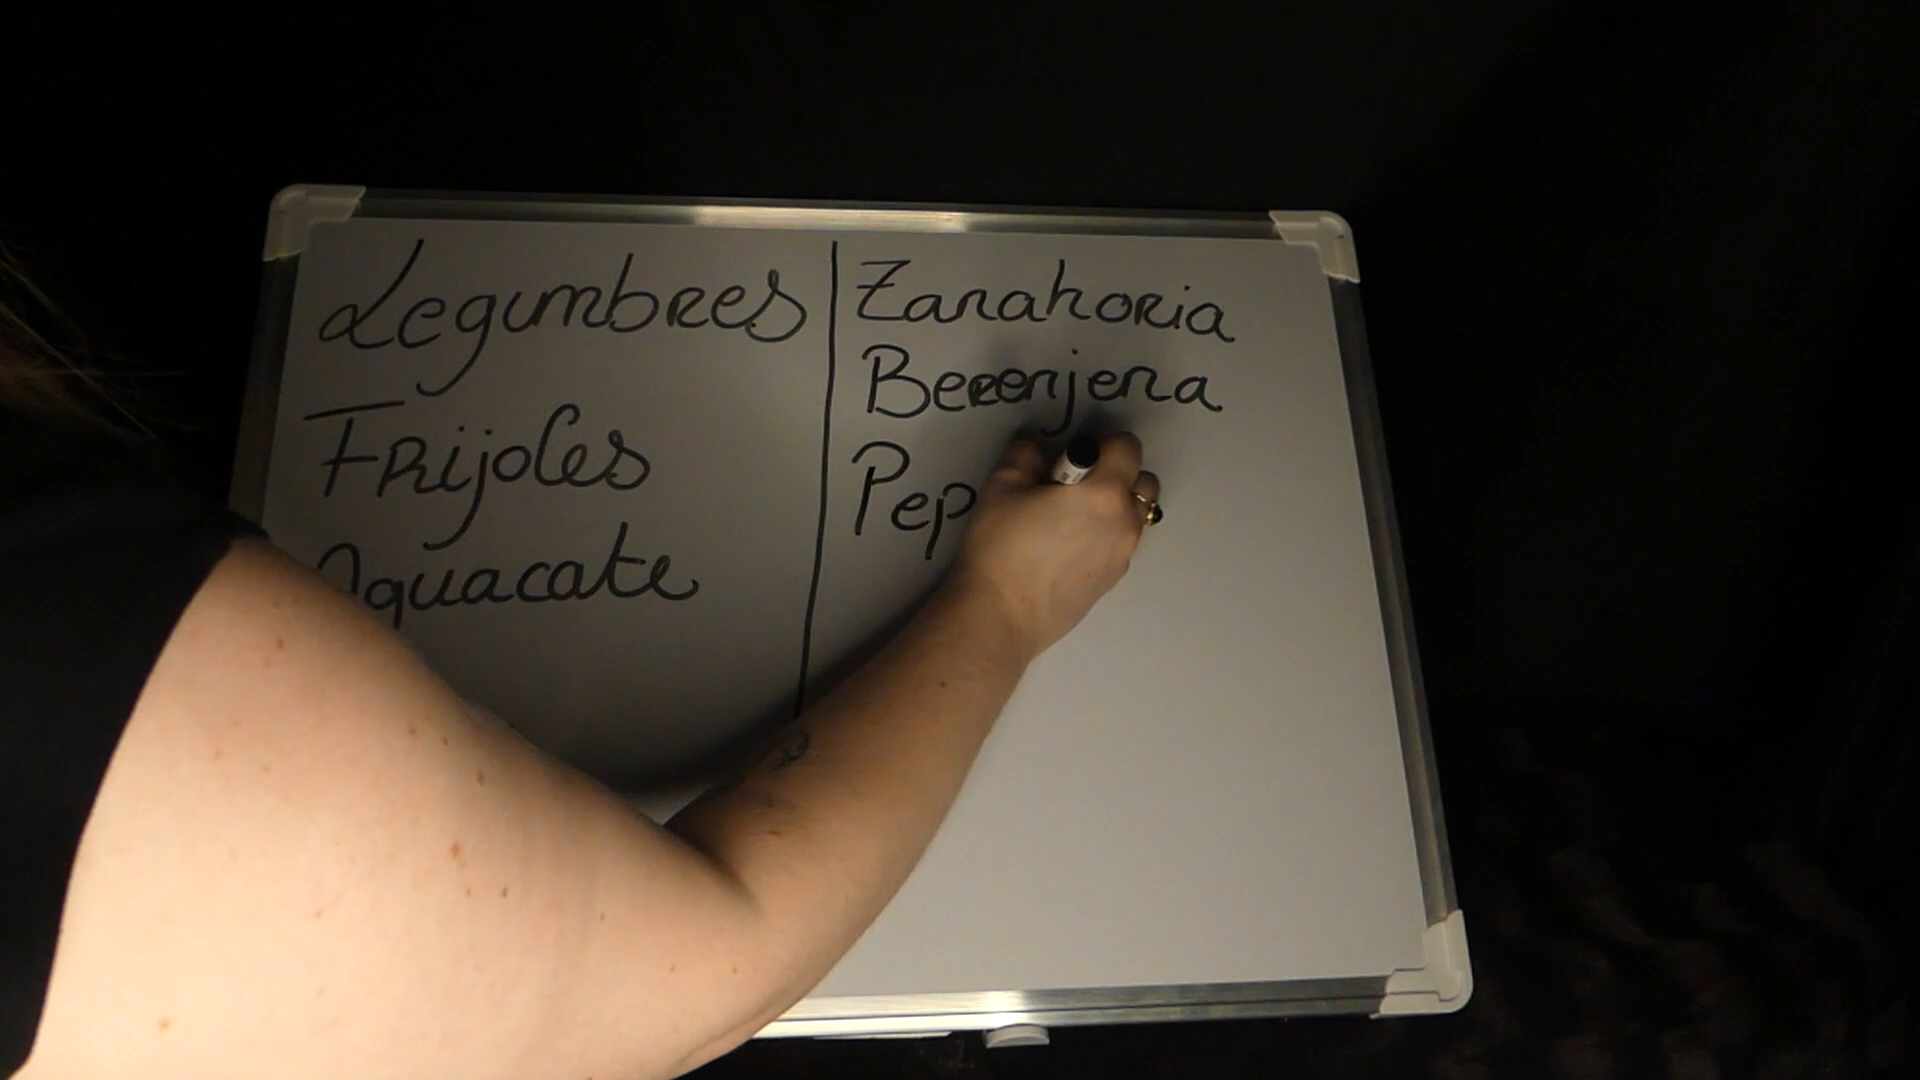 Legumbres
Frijoles
Aguacate
Zanahoria
Berenjena
Pep